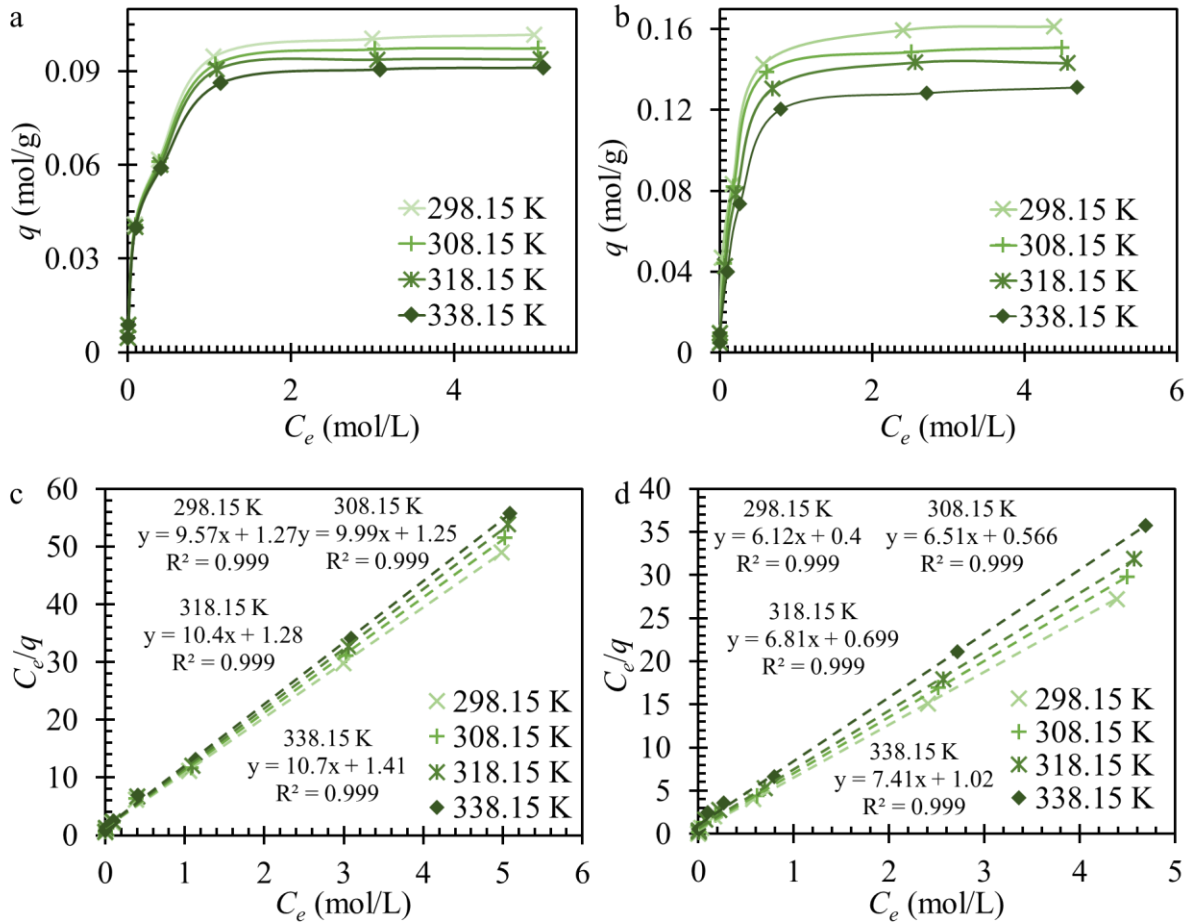 a
q (mol/g)
0.09
0.06
0.03
0
298.15 K
308.15 K
318.15 K
338.15 K
0 2 4
Cₑ (mol/L)
b
q (mol/g)
0.16
0.12
0.08
0.04
0
298.15 K
308.15 K
318.15 K
338.15 K
0 2 4 6
Cₑ (mol/L)
c
Cₑ/q
60
50
40
30
20
10
0
298.15 K
y = 9.57x + 1.27
R² = 0.999
308.15 K
y = 9.99x + 1.25
R² = 0.999
318.15 K
y = 10.4x + 1.28
R² = 0.999
338.15 K
y = 10.7x + 1.41
R² = 0.999
298.15 K
308.15 K
318.15 K
338.15 K
0 1 2 3 4 5 6
Cₑ (mol/L)
d
Cₑ/q
40
35
30
25
20
15
10
5
0
298.15 K
y = 6.12x + 0.4
R² = 0.999
308.15 K
y = 6.51x + 0.566
R² = 0.999
318.15 K
y = 6.81x + 0.699
R² = 0.999
338.15 K
y = 7.41x + 1.02
R² = 0.999
298.15 K
308.15 K
318.15 K
338.15 K
0 1 2 3 4 5
Cₑ (mol/L)